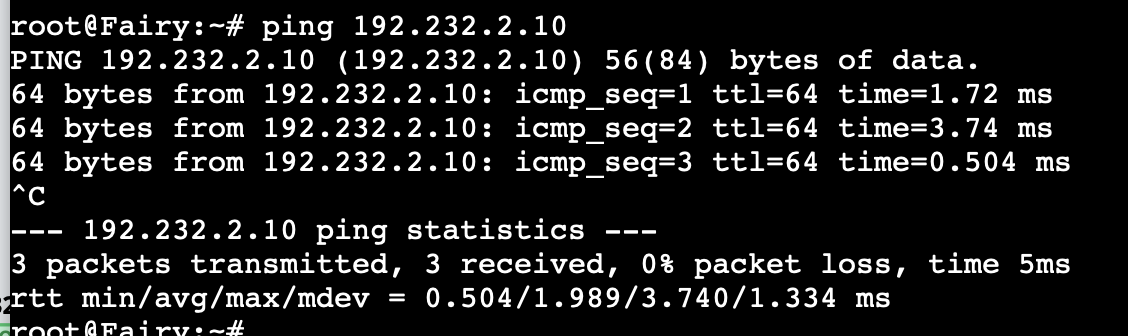 root@Fairy:~# ping 192.232.2.10
PING 192.232.2.10 (192.232.2.10) 56(84) bytes of data.
64 bytes from 192.232.2.10: icmp_seq=1 ttl=64 time=1.72 ms
64 bytes from 192.232.2.10: icmp_seq=2 ttl=64 time=3.74 ms
64 bytes from 192.232.2.10: icmp_seq=3 ttl=64 time=0.504 ms
^C
--- 192.232.2.10 ping statistics ---
3 packets transmitted, 3 received, 0% packet loss, time 5ms
rtt min/avg/max/mdev = 0.504/1.989/3.740/1.334 ms
root@Fairy:~#